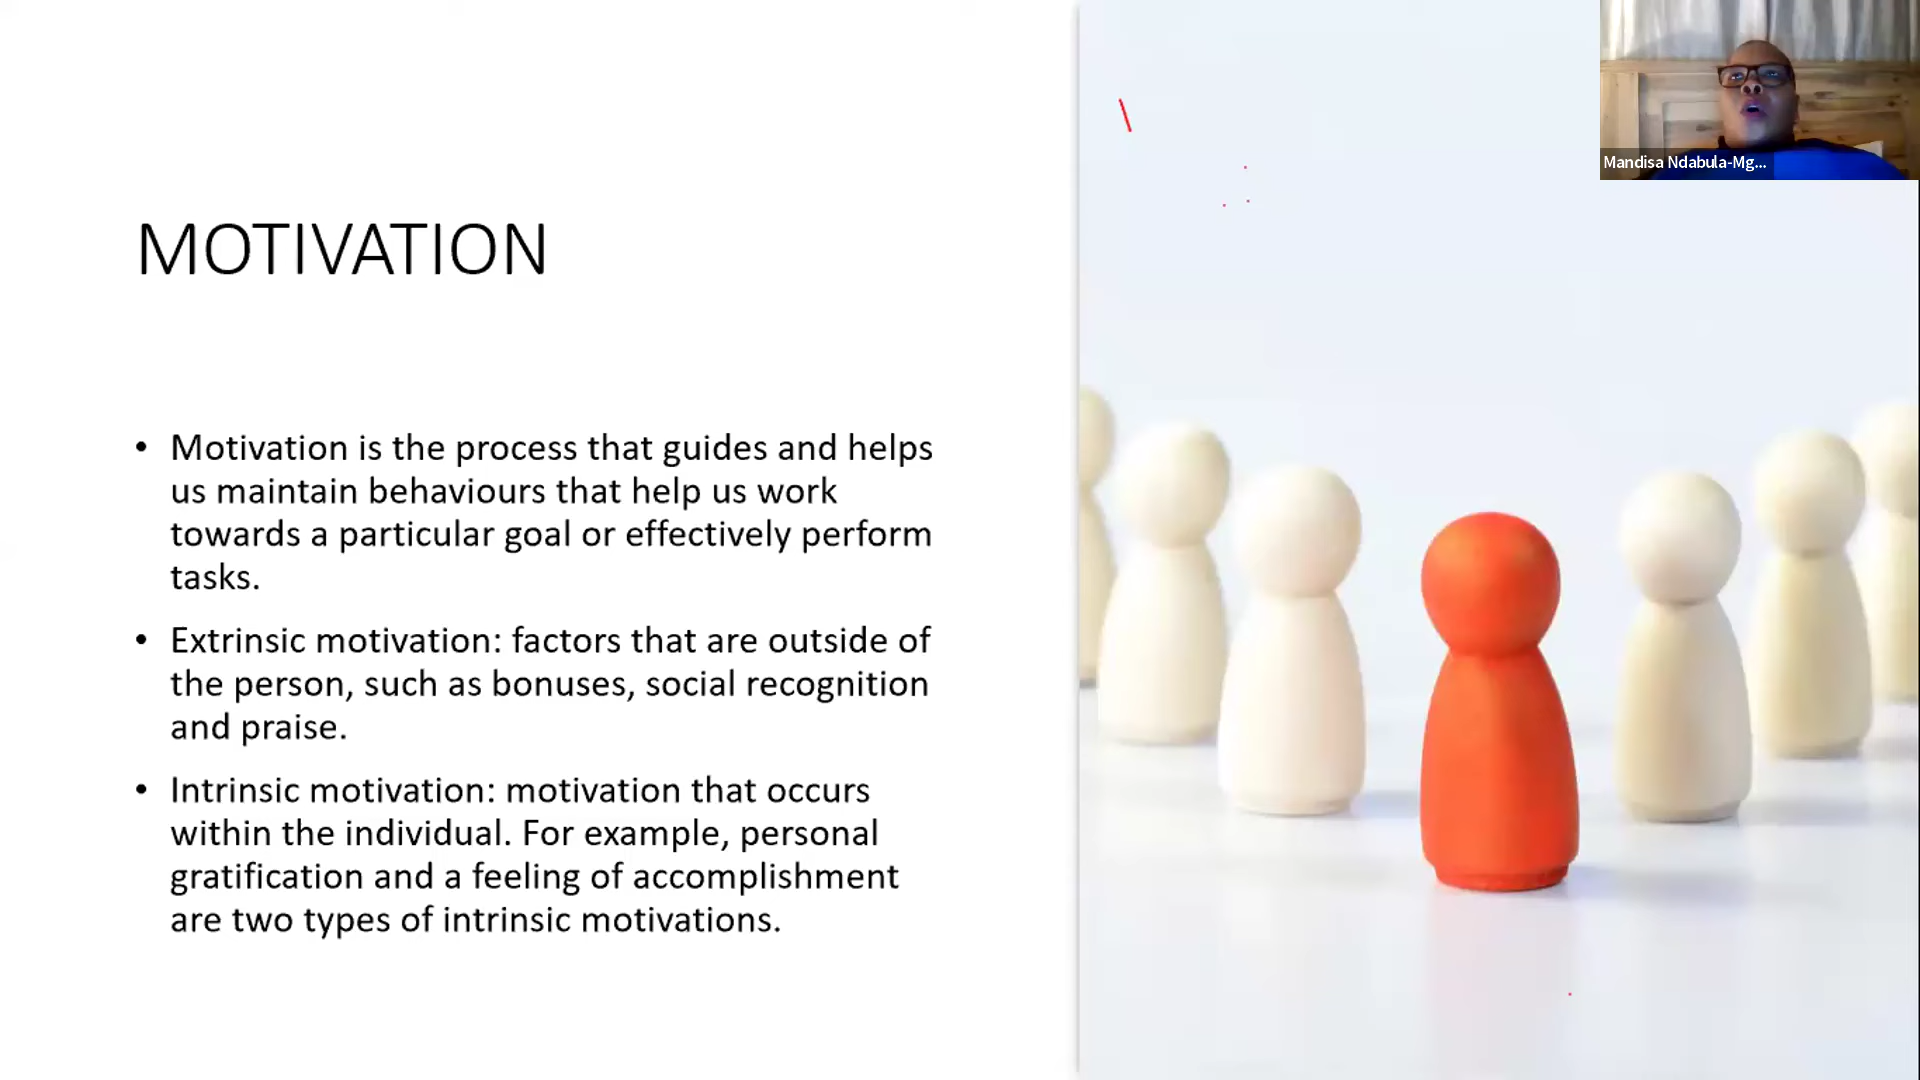 Mandisa Ndabula-Mg...
MOTIVATION
• Motivation is the process that guides and helps
us maintain behaviours that help us work
towards a particular goal or effectively perform
tasks.
• Extrinsic motivation: factors that are outside of
the person, such as bonuses, social recognition
and praise.
• Intrinsic motivation: motivation that occurs
within the individual. For example, personal
gratification and a feeling of accomplishment
are two types of intrinsic motivations.